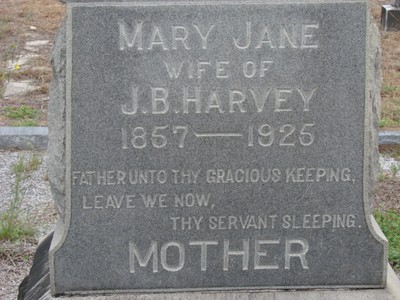 MARY JANE
WIFE OF
J.B.HARVEY
1857—1925
FATHER UNTO THY GRACIOUS KEEPING,
LEAVE WE NOW,
THY SERVANT SLEEPING.
MOTHER